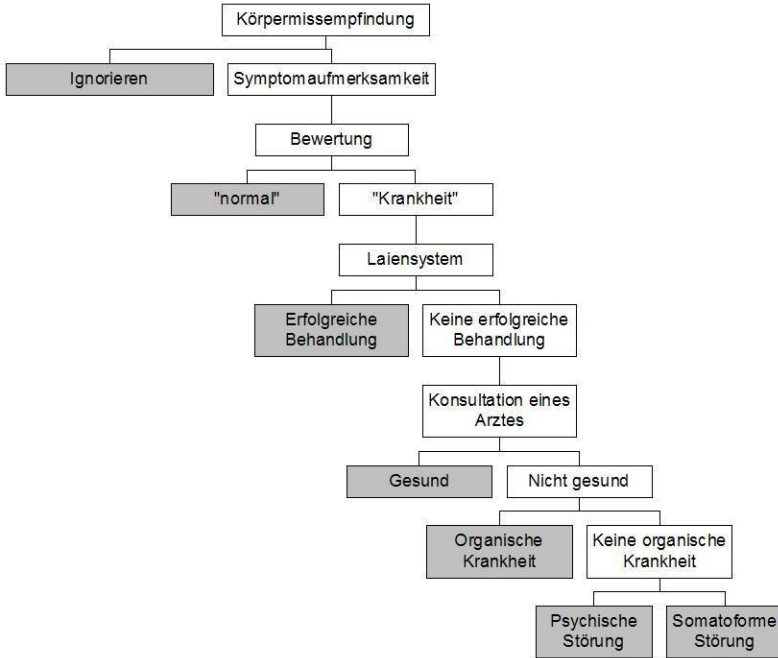 Körpermissempfindung
Ignorieren
Symptomaufmerksamkeit
Bewertung
"normal"
"Krankheit"
Laiensystem
Erfolgreiche
Behandlung
Keine erfolgreiche
Behandlung
Konsultation eines
Arztes
Gesund
Nicht gesund
Organische
Krankheit
Keine organische
Krankheit
Psychische
Störung
Somatoforme
Störung